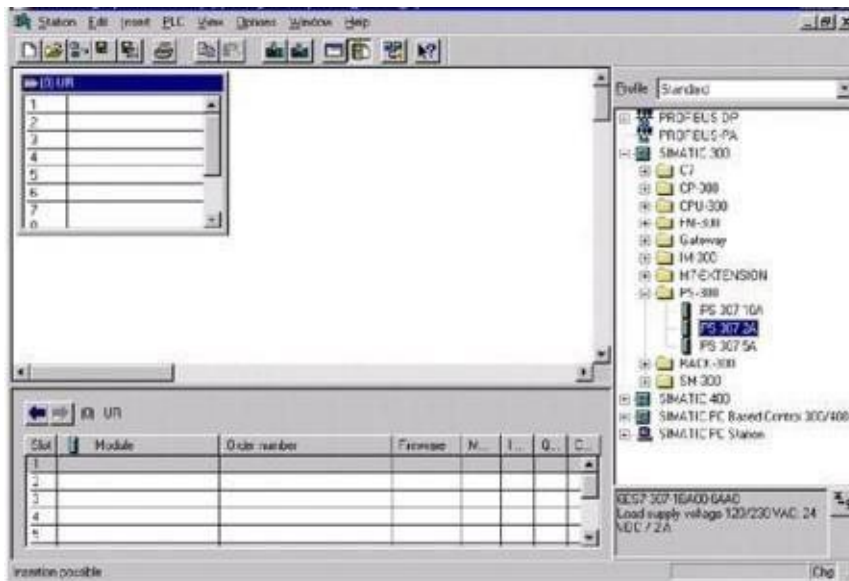 Station Edit Insert PLC View Options Window Help
(0) UR
1
2
3
4
5
6
7
8
Profile Standard
PROFIBUS DP
PROFIBUS-PA
SIMATIC 300
C7
CP-300
CPU-300
FM-300
Gateway
IM-300
M7-EXTENSION
PS-300
PS 307 10A
PS 307 2A
PS 307 5A
RACK-300
SM-300
SIMATIC 400
SIMATIC PC Based Control 300/400
SIMATIC PC Station
(0) UR
Slot Module Order number Firmware M... I... Q... C...
1
2
3
4
5
6ES7 307-1BA00-0AA0
Load supply voltage 120/230 VAC: 24
VDC / 2 A
Insertion possible
Chg